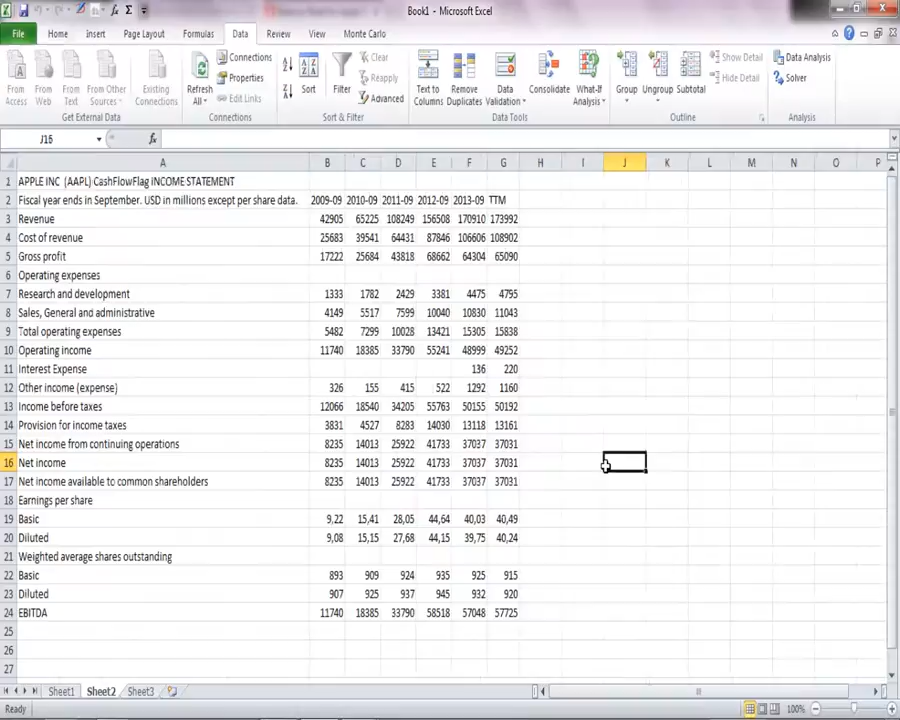 Book1 - Microsoft Excel
File Home Insert Page Layout Formulas Data Review View Monte Carlo
From Access
From Web
From Text
From Other Sources
Existing Connections
Get External Data
Refresh All
Connections
Properties
Edit Links
Connections
Sort
Filter
Clear
Reapply
Advanced
Sort & Filter
Text to Columns
Remove Duplicates
Data Validation
Consolidate
What-If Analysis
Data Tools
Group
Ungroup
Subtotal
Show Detail
Hide Detail
Outline
Data Analysis
Solver
Analysis
J16 fx
A B C D E F G H I J K L M N O P
1 APPLE INC (AAPL) CashFlowFlag INCOME STATEMENT
2 Fiscal year ends in September. USD in millions except per share data. 2009-09 2010-09 2011-09 2012-09 2013-09 TTM
3 Revenue 42905 65225 108249 156508 170910 173992
4 Cost of revenue 25683 39541 64431 87846 106606 108902
5 Gross profit 17222 25684 43818 68662 64304 65090
6 Operating expenses
7 Research and development 1333 1782 2429 3381 4475 4795
8 Sales, General and administrative 4149 5517 7599 10040 10830 11043
9 Total operating expenses 5482 7299 10028 13421 15305 15838
10 Operating income 11740 18385 33790 55241 48999 49252
11 Interest Expense 136 220
12 Other income (expense) 326 155 415 522 1292 1160
13 Income before taxes 12066 18540 34205 55763 50155 50192
14 Provision for income taxes 3831 4527 8283 14030 13118 13161
15 Net income from continuing operations 8235 14013 25922 41733 37037 37031
16 Net income 8235 14013 25922 41733 37037 37031
17 Net income available to common shareholders 8235 14013 25922 41733 37037 37031
18 Earnings per share
19 Basic 9,22 15,41 28,05 44,64 40,03 40,49
20 Diluted 9,08 15,15 27,68 44,15 39,75 40,24
21 Weighted average shares outstanding
22 Basic 893 909 924 935 925 915
23 Diluted 907 925 937 945 932 920
24 EBITDA 11740 18385 33790 58518 57048 57725
25
26
27
Sheet1 Sheet2 Sheet3
Ready 100%